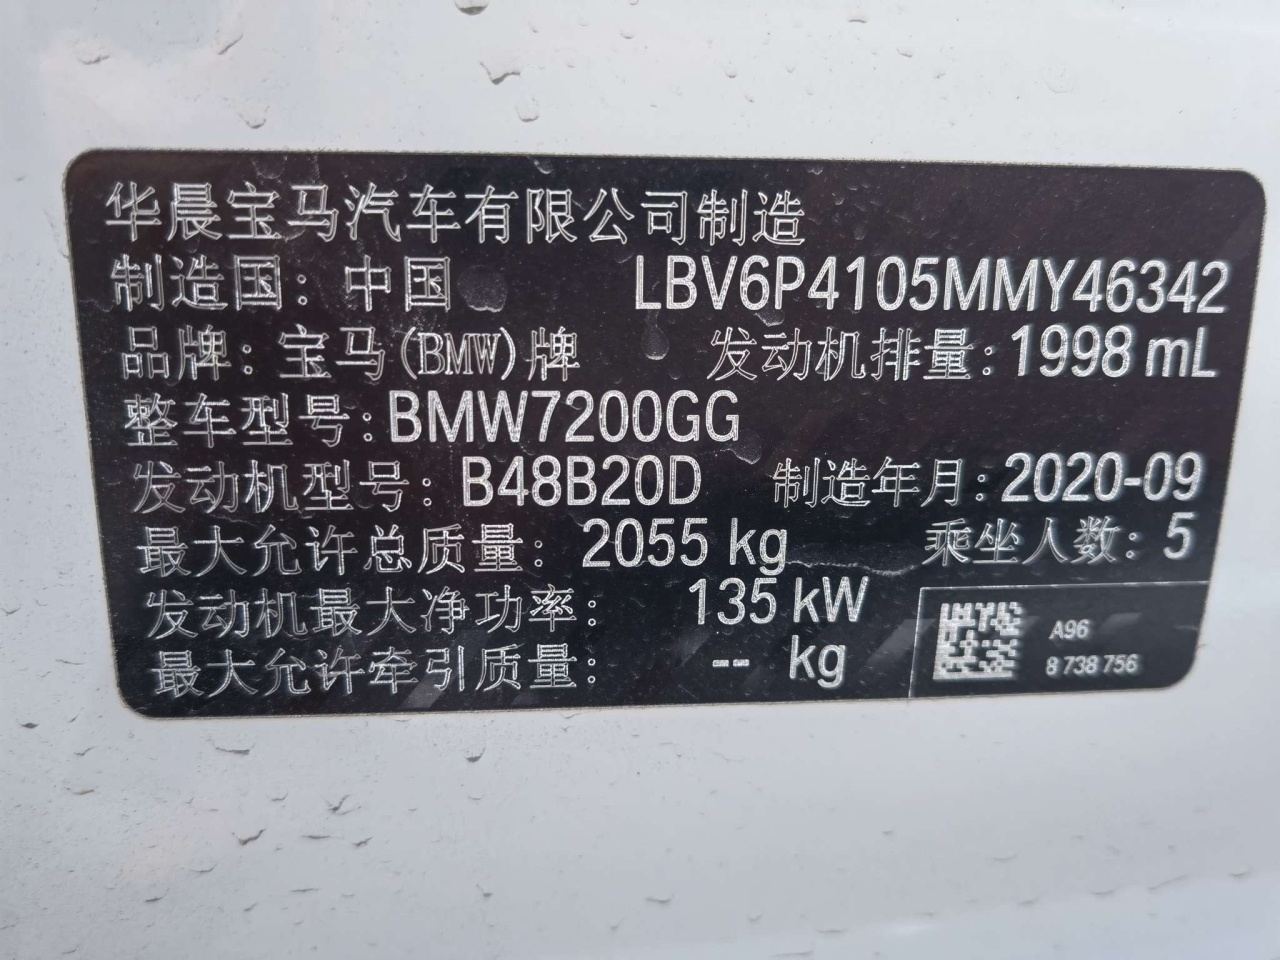 华晨宝马汽车有限公司制造
制造国：中国 LBV6P4105MMY46342
品牌：宝马(BMW)牌 发动机排量：1998 mL
整车型号：BMW7200GG
发动机型号：B48B20D 制造年月：2020-09
最大允许总质量：2055 kg 乘坐人数：5
发动机最大净功率：135 kW
最大允许牵引质量：-- kg
A96
8 738 756